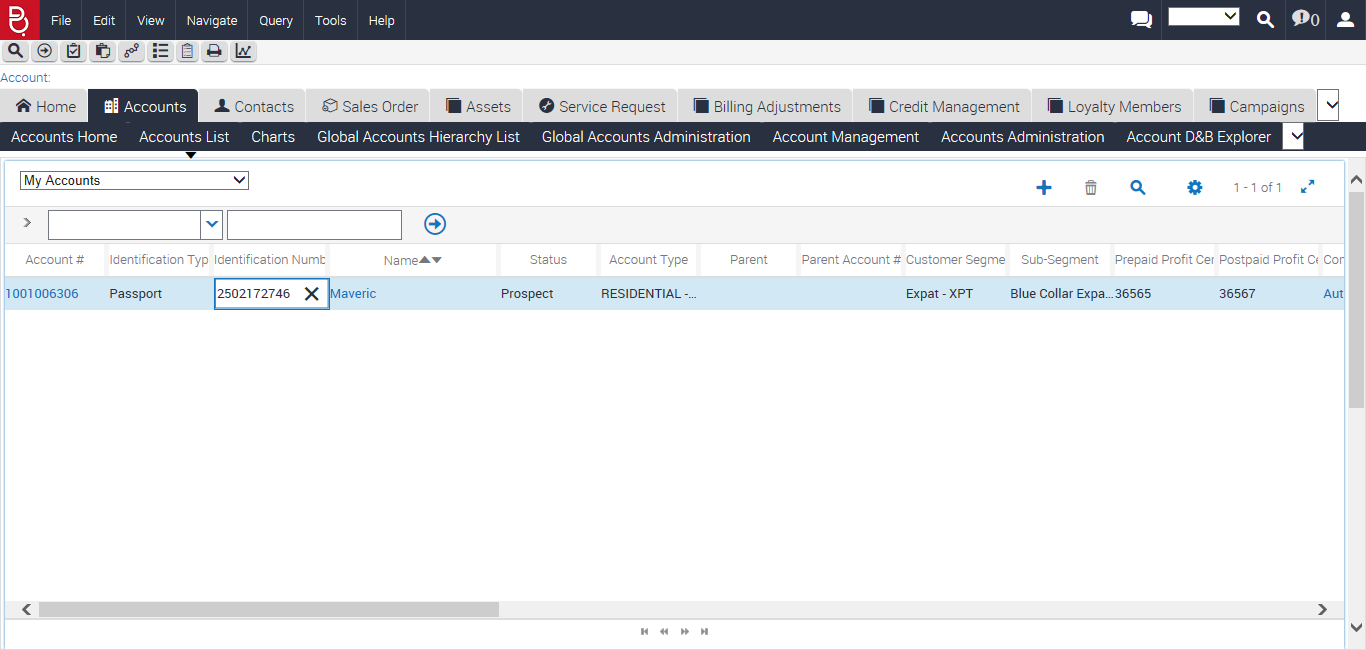 File Edit View Navigate Query Tools Help 0
Account:
Home Accounts Contacts Sales Order Assets Service Request Billing Adjustments Credit Management Loyalty Members Campaigns
Accounts Home Accounts List Charts Global Accounts Hierarchy List Global Accounts Administration Account Management Accounts Administration Account D&B Explorer
My Accounts 1 - 1 of 1
Account # Identification Typ Identification Numb Name Status Account Type Parent Parent Account # Customer Segme Sub-Segment Prepaid Profit Cer Postpaid Profit Ce Con
1001006306 Passport 2502172746 Maveric Prospect RESIDENTIAL -... Expat - XPT Blue Collar Expa... 36565 36567 Aut